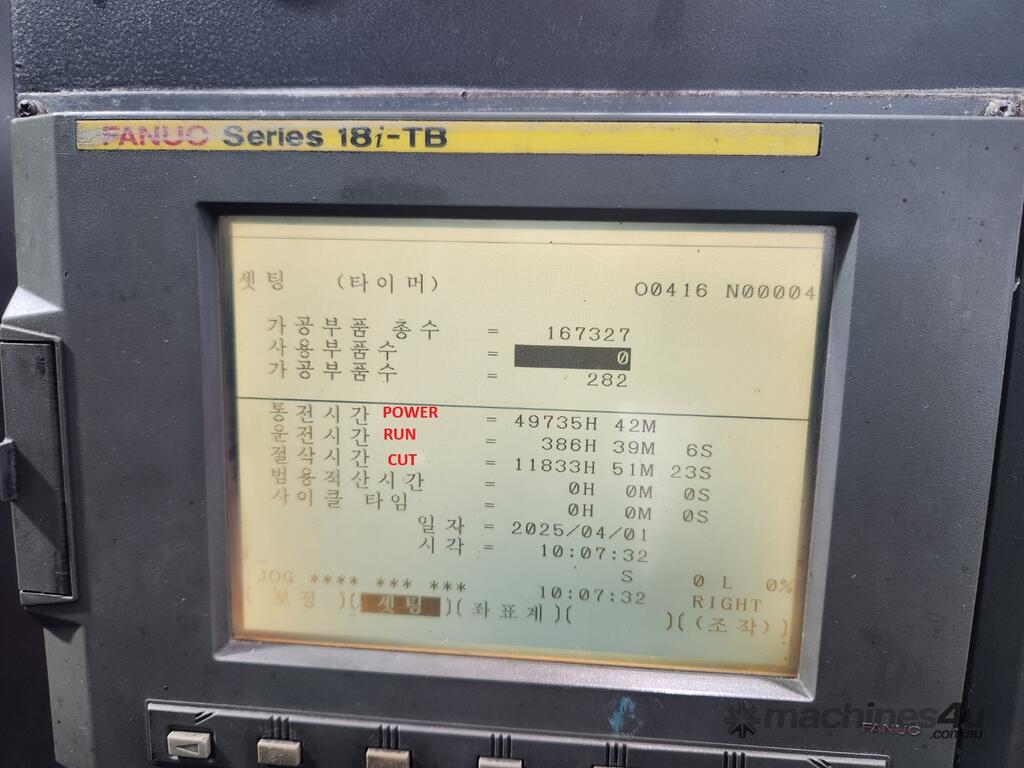 FANUC Series 18i-TB
셋팅 (타이머) O0416 N00004
가공부품 총수 = 167327
사용부품수 = 0
가공부품수 = 282
통전시간 POWER = 49735H 42M
운전시간 RUN = 386H 39M 6S
절삭시간 CUT = 11833H 51M 23S
범용적산시간 = 0H 0M 0S
사이클 타임 = 0H 0M 0S
일자 = 2025/04/01
시각 = 10:07:32
S 0 L 0%
JOG **** *** *** 10:07:32 RIGHT
[ 보정 )[ 셋팅 )( 좌표계 )( )( (조작) )
machines4u
.com.au
FANUC